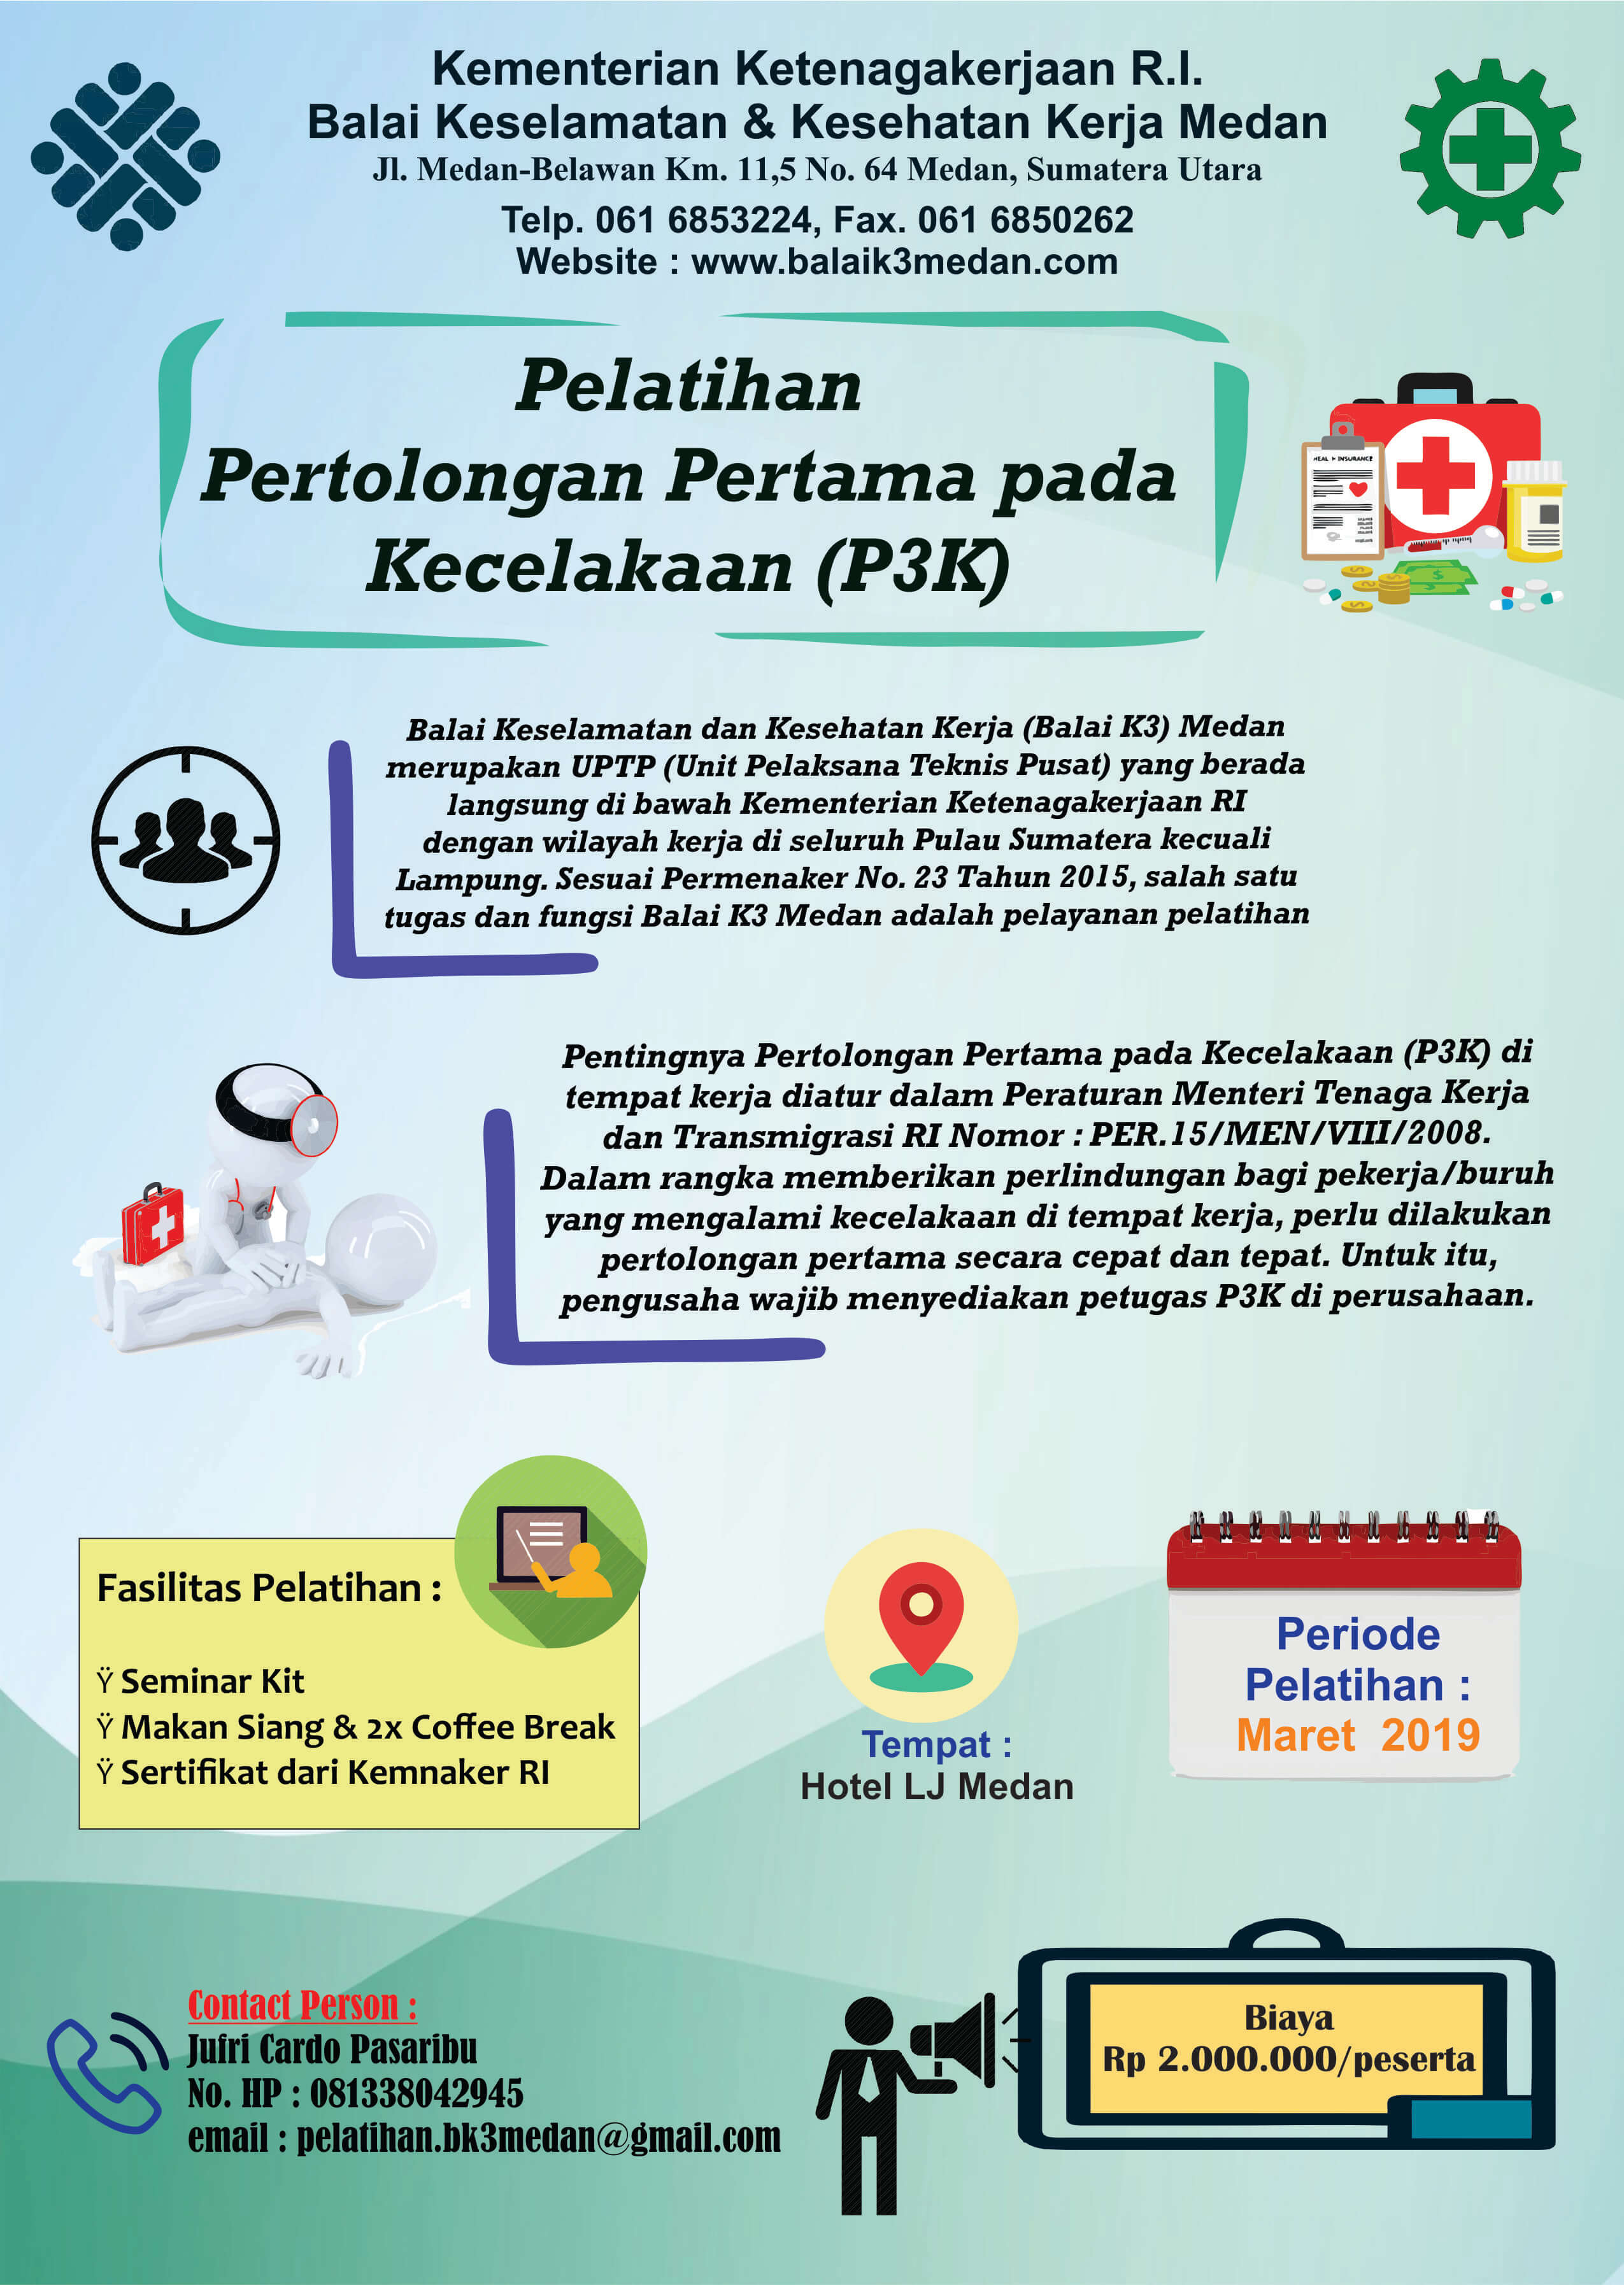 Kementerian Ketenagakerjaan R.I.
Balai Keselamatan & Kesehatan Kerja Medan
Jl. Medan-Belawan Km. 11,5 No. 64 Medan, Sumatera Utara
Telp. 061 6853224, Fax. 061 6850262
Website : www.balaik3medan.com
Pelatihan
Pertolongan Pertama pada
Kecelakaan (P3K)
HEAL + INSURANCE
Balai Keselamatan dan Kesehatan Kerja (Balai K3) Medan
merupakan UPTP (Unit Pelaksana Teknis Pusat) yang berada
langsung di bawah Kementerian Ketenagakerjaan RI
dengan wilayah kerja di seluruh Pulau Sumatera kecuali
Lampung. Sesuai Permenaker No. 23 Tahun 2015, salah satu
tugas dan fungsi Balai K3 Medan adalah pelayanan pelatihan
Pentingnya Pertolongan Pertama pada Kecelakaan (P3K) di
tempat kerja diatur dalam Peraturan Menteri Tenaga Kerja
dan Transmigrasi RI Nomor : PER.15/MEN/VIII/2008.
Dalam rangka memberikan perlindungan bagi pekerja/buruh
yang mengalami kecelakaan di tempat kerja, perlu dilakukan
pertolongan pertama secara cepat dan tepat. Untuk itu,
pengusaha wajib menyediakan petugas P3K di perusahaan.
Fasilitas Pelatihan :
Ÿ Seminar Kit
Ÿ Makan Siang & 2x Coffee Break
Ÿ Sertifikat dari Kemnaker RI
Tempat :
Hotel LJ Medan
Periode
Pelatihan :
Maret 2019
Contact Person :
Jufri Cardo Pasaribu
No. HP : 081338042945
email : pelatihan.bk3medan@gmail.com
Biaya
Rp 2.000.000/peserta